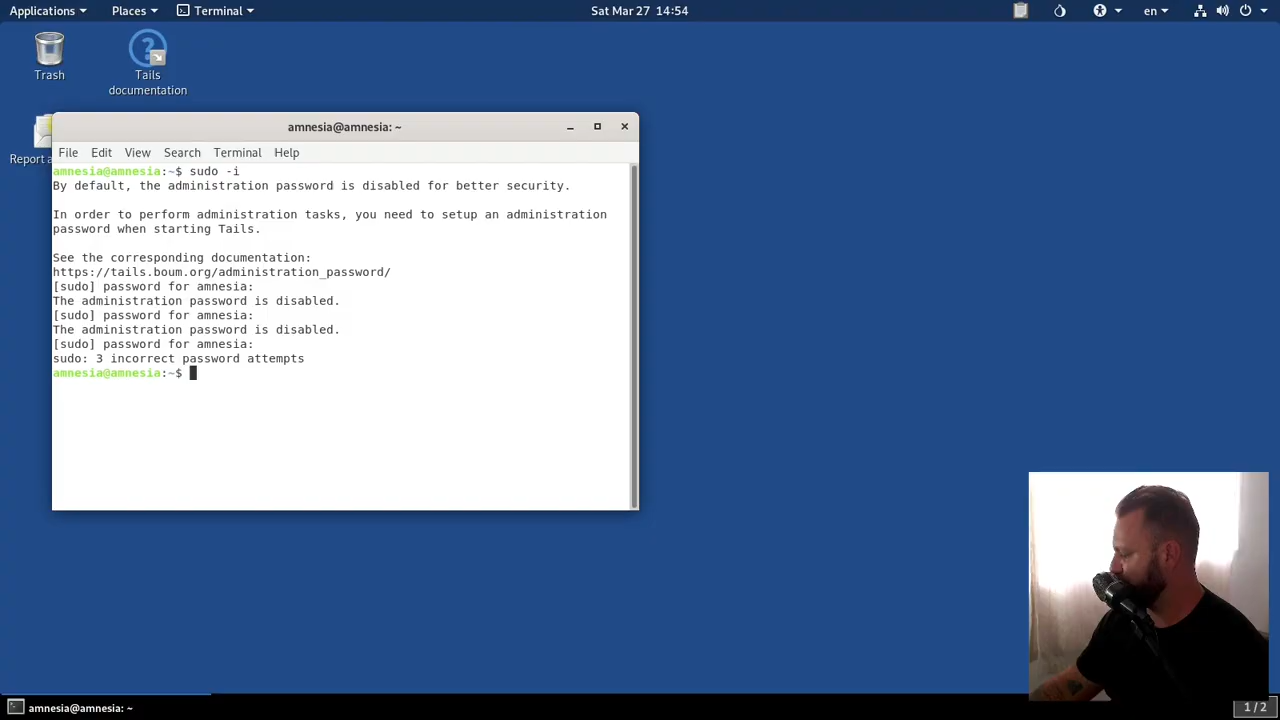 Applications
Places
Terminal
Sat Mar 27 14:54
en
Trash
Tails
documentation
Report a
amnesia@amnesia: ~
File Edit View Search Terminal Help
amnesia@amnesia:~$ sudo -i
By default, the administration password is disabled for better security.
In order to perform administration tasks, you need to setup an administration
password when starting Tails.
See the corresponding documentation:
https://tails.boum.org/administration_password/
[sudo] password for amnesia:
The administration password is disabled.
[sudo] password for amnesia:
The administration password is disabled.
[sudo] password for amnesia:
sudo: 3 incorrect password attempts
amnesia@amnesia:~$
amnesia@amnesia: ~
1 / 2